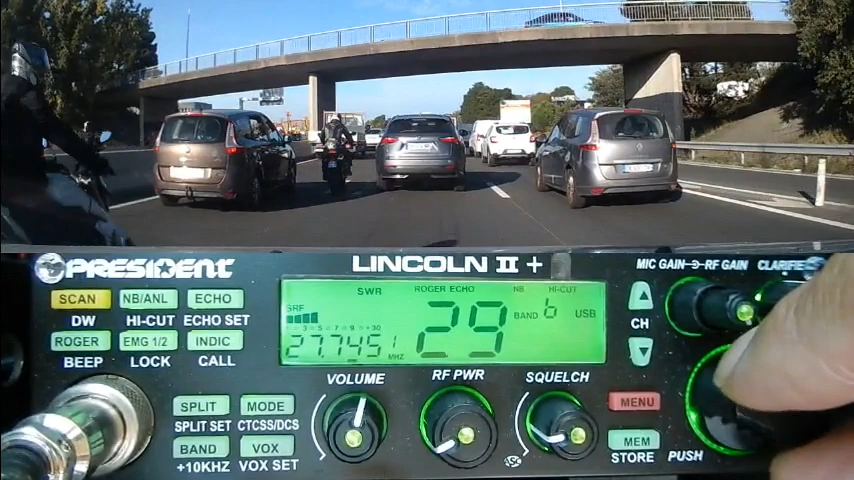 PRESIDENT
LINCOLN II +
MIC GAIN RF GAIN CLARIFIE
SCAN NB/ANL ECHO
DW HI-CUT ECHO SET
ROGER EMG 1/2 INDIC
BEEP LOCK CALL
SWR ROGER ECHO NB HI-CUT
SRF 29 BAND b USB
1 3 5 7 9 +30
27.745 1 MHZ
CH
VOLUME RF PWR SQUELCH
SPLIT MODE
SPLIT SET CTCSS/DCS
BAND VOX
+10KHZ VOX SET
MENU
MEM
STORE PUSH
ASC